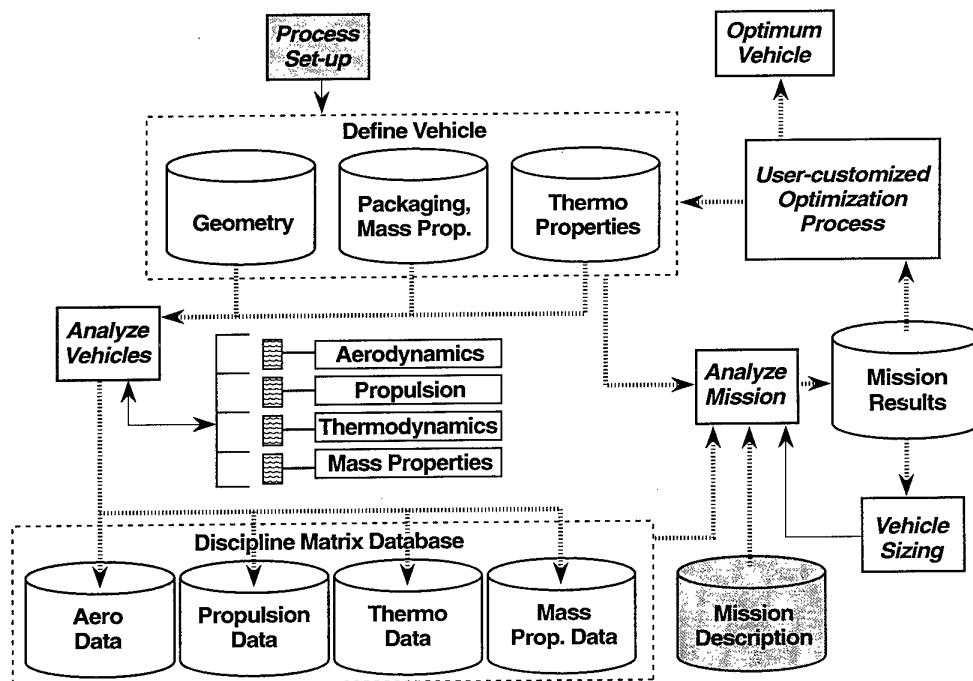 Process
Set-up
Optimum
Vehicle
Define Vehicle
Geometry
Packaging,
Mass Prop.
Thermo
Properties
User-customized
Optimization
Process
Analyze
Vehicles
Aerodynamics
Propulsion
Thermodynamics
Mass Properties
Analyze
Mission
Mission
Results
Vehicle
Sizing
Discipline Matrix Database
Aero
Data
Propulsion
Data
Thermo
Data
Mass
Prop. Data
Mission
Description